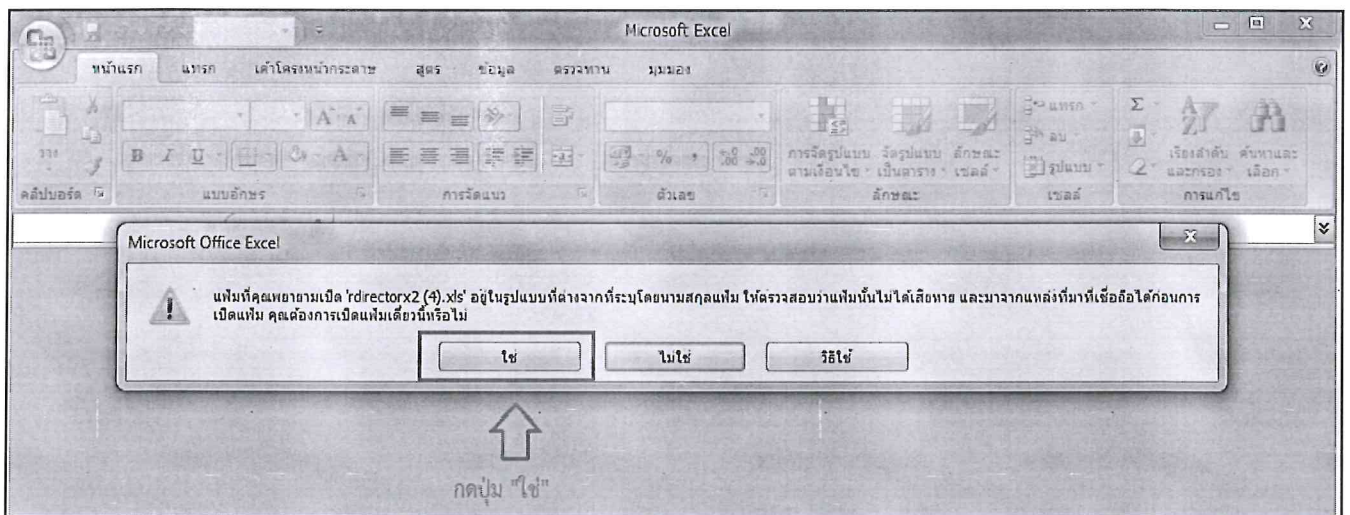 Microsoft Excel
หน้าแรก แทรก เค้าโครงหน้ากระดาษ สูตร ข้อมูล ตรวจทาน มุมมอง
วาง
B I U A A A
% , .00 .00
Σ
การจัดรูปแบบ จัดรูปแบบ ลักษณะ
ตามเงื่อนไข เป็นตาราง เซลล์
แทรก
ลบ
รูปแบบ
เรียงลำดับ ค้นหาและ
และกรอง เลือก
คลิปบอร์ด แบบอักษร การจัดแนว ตัวเลข ลักษณะ เซลล์ การแก้ไข
Microsoft Office Excel
แฟ้มที่คุณพยายามเปิด 'rdirectorx2 (4).xls' อยู่ในรูปแบบที่ต่างจากที่ระบุโดยนามสกุลแฟ้ม ให้ตรวจสอบว่าแฟ้มนั้นไม่ได้เสียหาย และมาจากแหล่งที่มาที่เชื่อถือได้ก่อนการ
เปิดแฟ้ม คุณต้องการเปิดแฟ้มเดี๋ยวนี้หรือไม่
ใช่ ไม่ใช่ วิธีใช้
กดปุ่ม "ใช่"